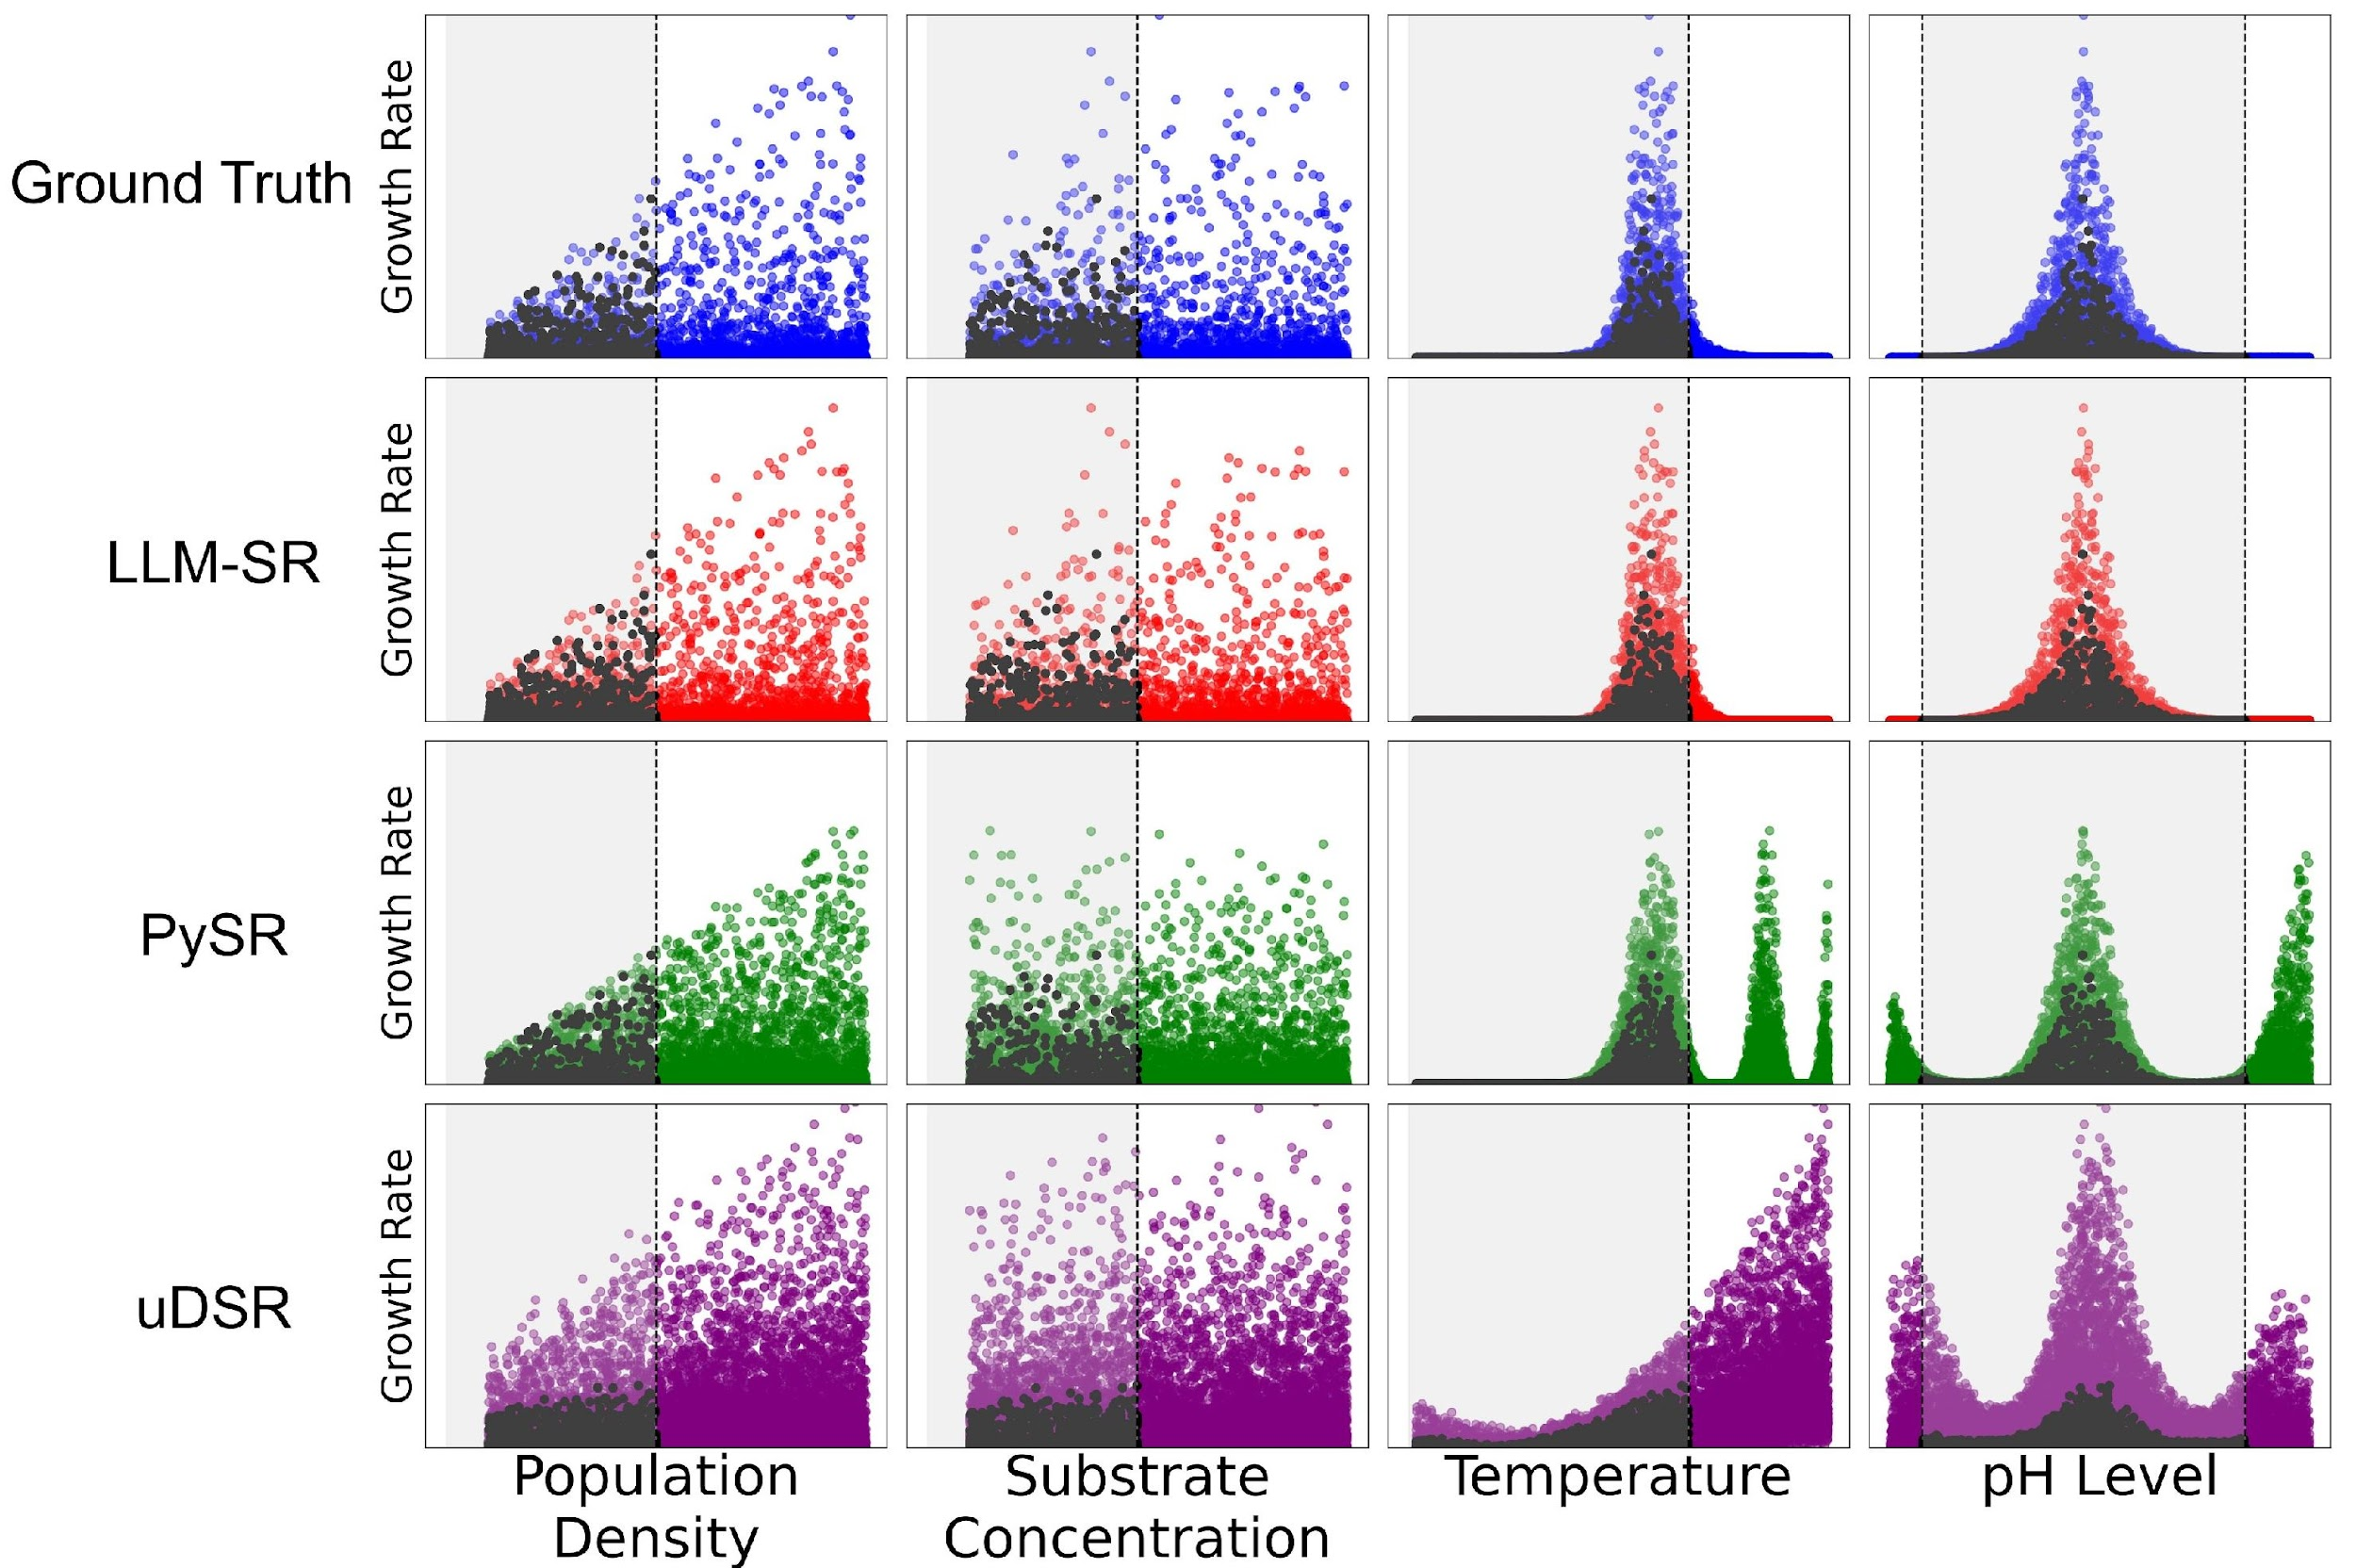 Ground Truth
Growth Rate
LLM-SR
Growth Rate
PySR
Growth Rate
uDSR
Growth Rate
Population
Density
Substrate
Concentration
Temperature
pH Level